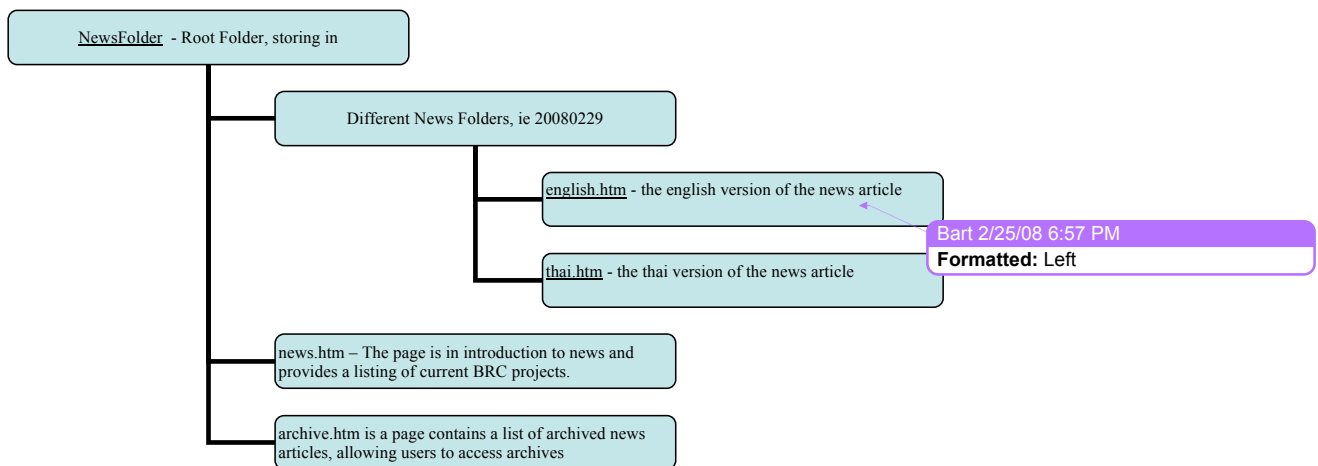 NewsFolder - Root Folder, storing in
Different News Folders, ie 20080229
english.htm - the english version of the news article
Bart 2/25/08 6:57 PM
Formatted: Left
thai.htm - the thai version of the news article
news.htm – The page is in introduction to news and
provides a listing of current BRC projects.
archive.htm is a page contains a list of archived news
articles, allowing users to access archives